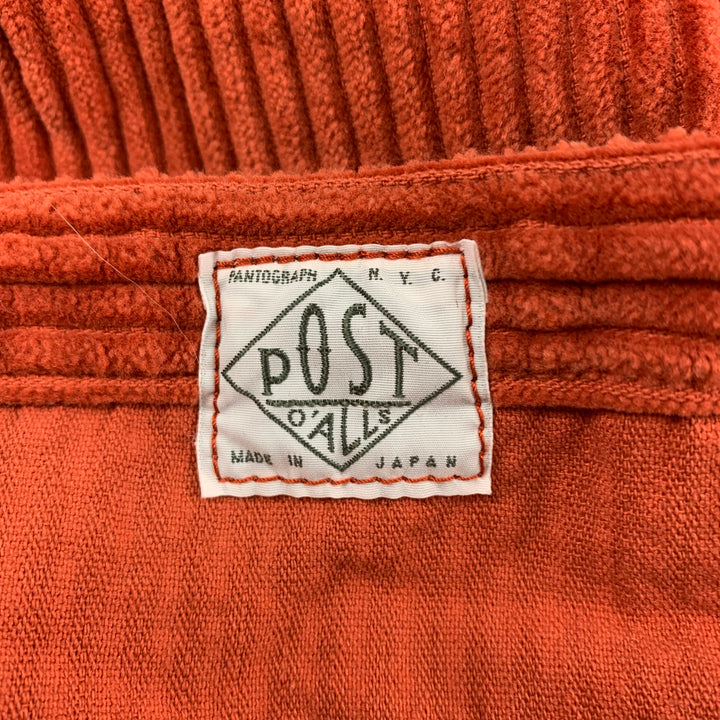 PANTOGRAPH N. Y. C.
POST
O'ALLS
MADE IN JAPAN